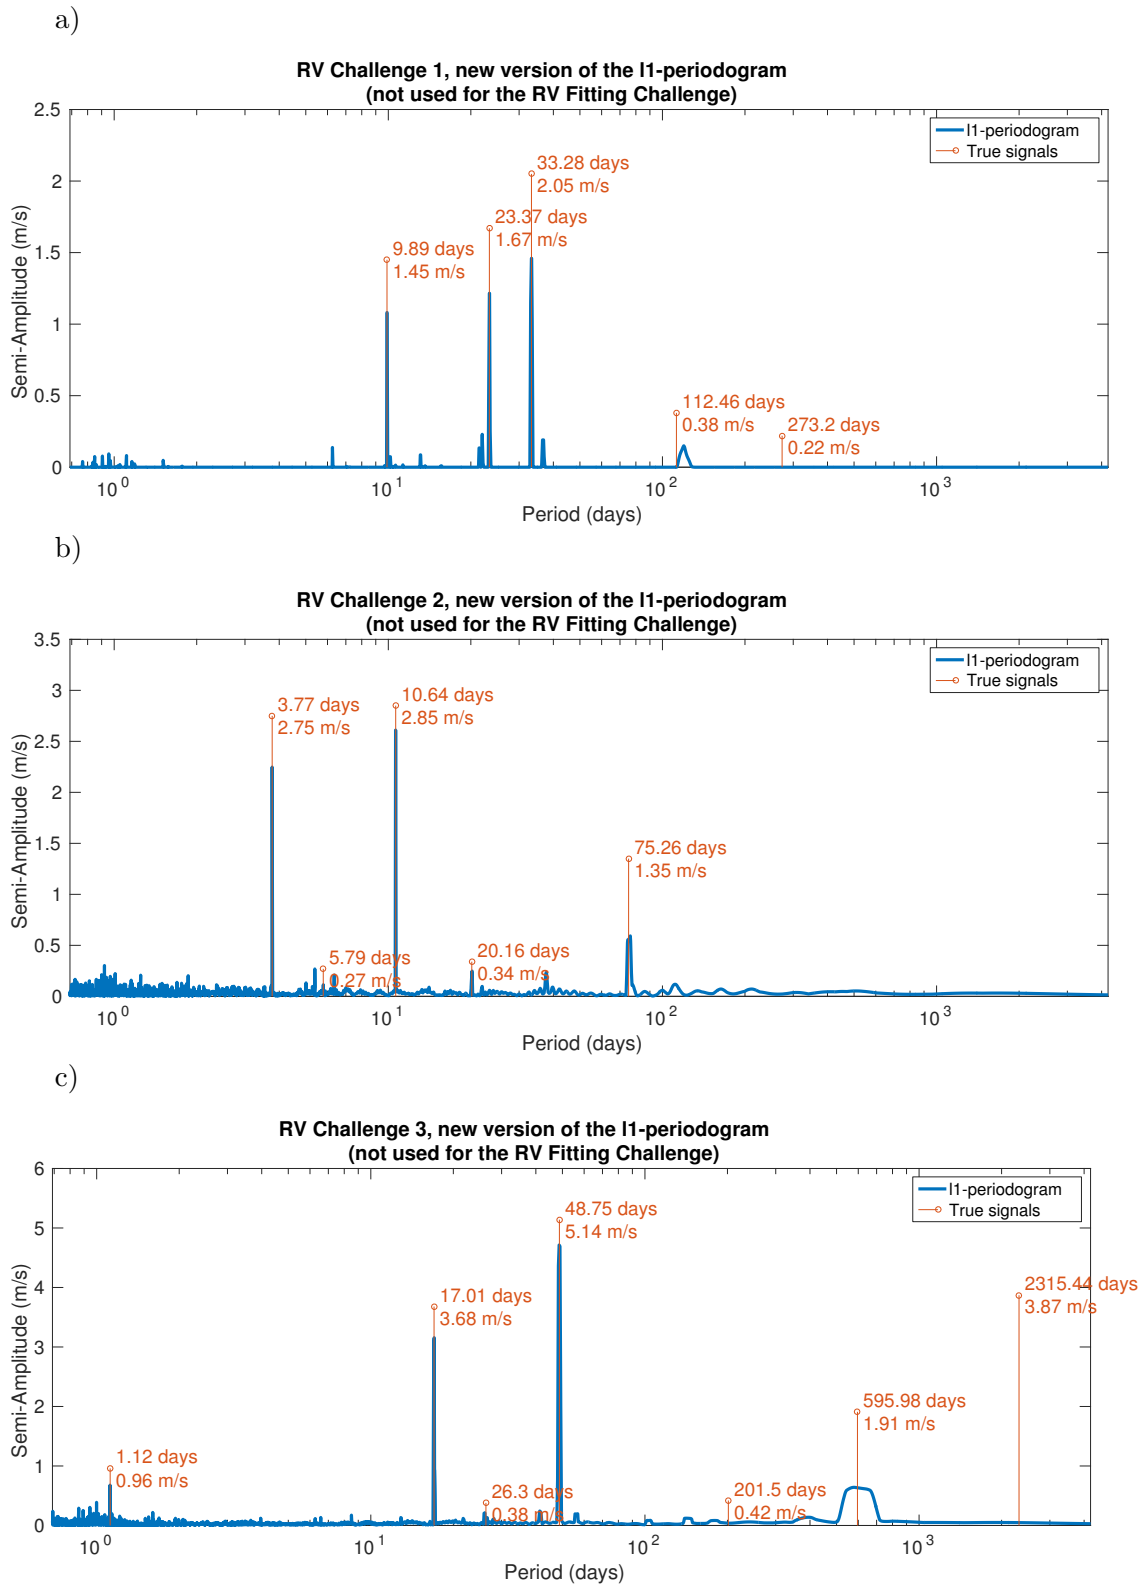 a)
RV Challenge 1, new version of the l1-periodogram
(not used for the RV Fitting Challenge)
2.5
2
1.5
1
0.5
0
Semi-Amplitude (m/s)
l1-periodogram
True signals
33.28 days
2.05 m/s
23.37 days
1.67 m/s
9.89 days
1.45 m/s
112.46 days
0.38 m/s
273.2 days
0.22 m/s
10^0
10^1
10^2
10^3
Period (days)
b)
RV Challenge 2, new version of the l1-periodogram
(not used for the RV Fitting Challenge)
3.5
3
2.5
2
1.5
1
0.5
0
Semi-Amplitude (m/s)
l1-periodogram
True signals
3.77 days
2.75 m/s
10.64 days
2.85 m/s
75.26 days
1.35 m/s
5.79 days
0.27 m/s
20.16 days
0.34 m/s
10^0
10^1
10^2
10^3
Period (days)
c)
RV Challenge 3, new version of the l1-periodogram
(not used for the RV Fitting Challenge)
6
5
4
3
2
1
0
Semi-Amplitude (m/s)
l1-periodogram
True signals
48.75 days
5.14 m/s
17.01 days
3.68 m/s
2315.44 days
3.87 m/s
595.98 days
1.91 m/s
1.12 days
0.96 m/s
26.3 days
0.38 m/s
201.5 days
0.42 m/s
10^0
10^1
10^2
10^3
Period (days)